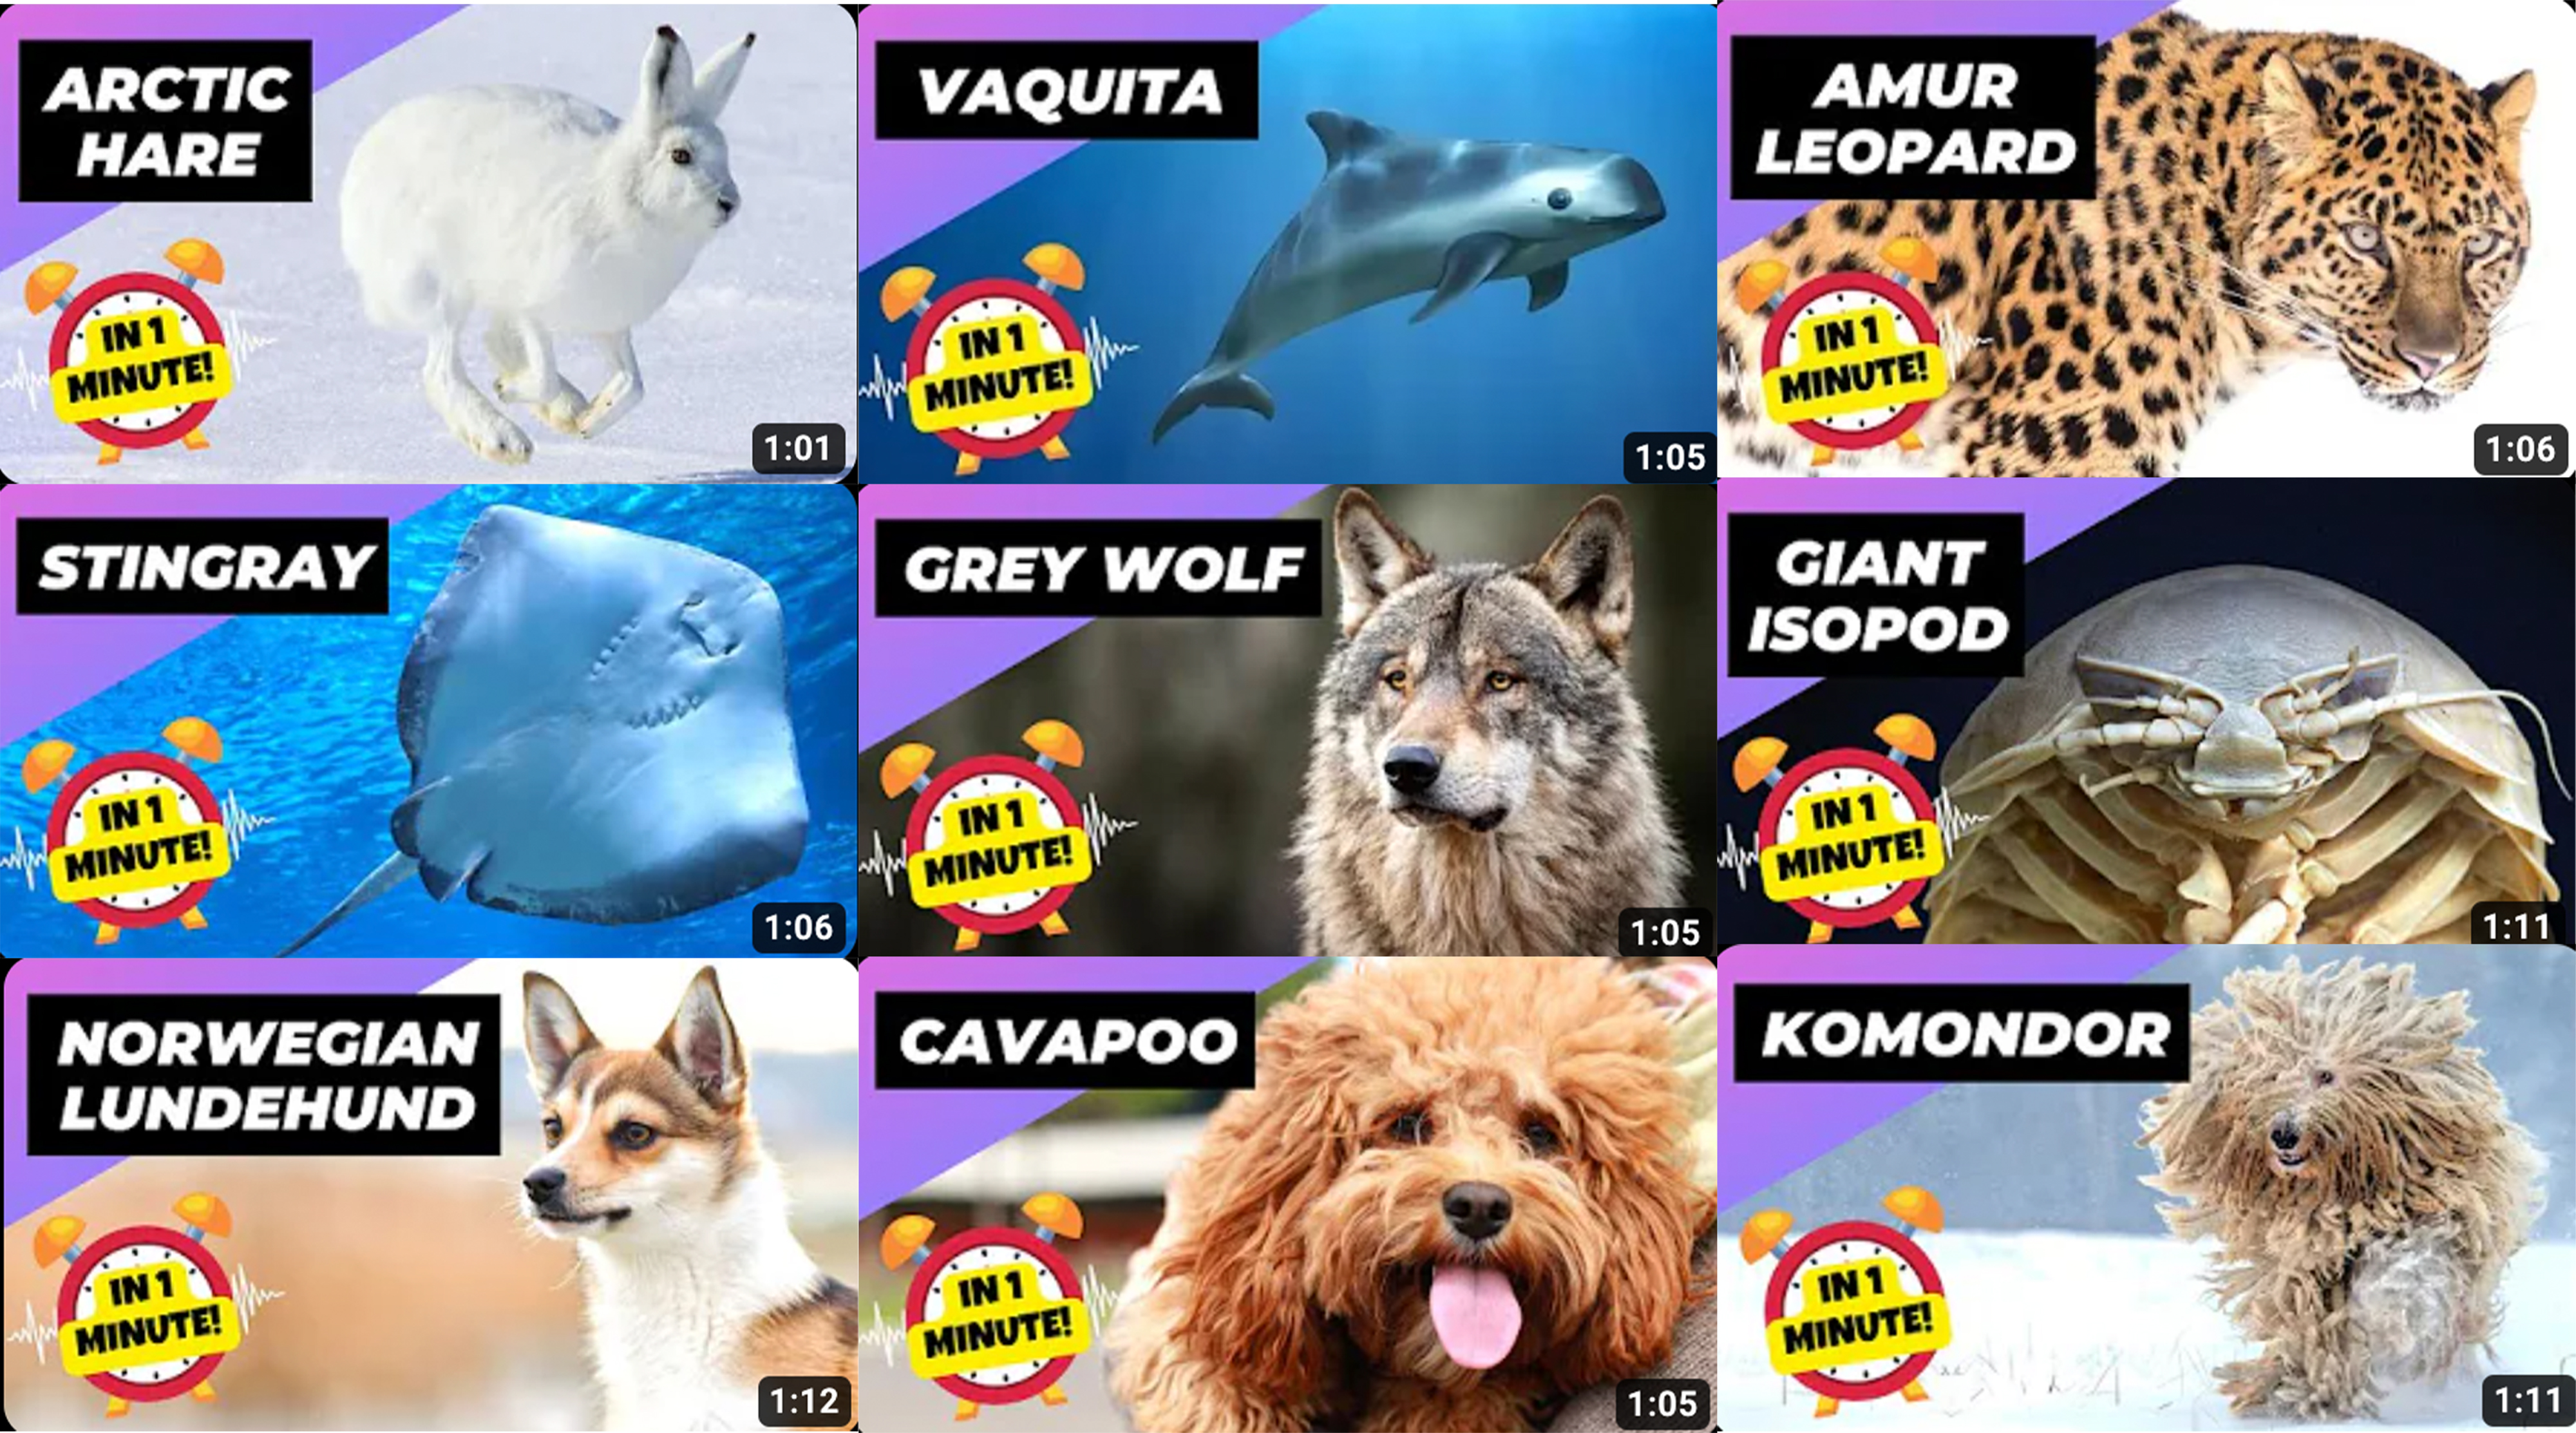 ARCTIC
HARE
IN 1
MINUTE!
1:01
VAQUITA
IN 1
MINUTE!
1:05
AMUR
LEOPARD
IN 1
MINUTE!
1:06
STINGRAY
IN 1
MINUTE!
1:06
GREY WOLF
IN 1
MINUTE!
1:05
GIANT
ISOPOD
IN 1
MINUTE!
1:11
NORWEGIAN
LUNDEHUND
IN 1
MINUTE!
1:12
CAVAPOO
IN 1
MINUTE!
1:05
KOMONDOR
IN 1
MINUTE!
1:11